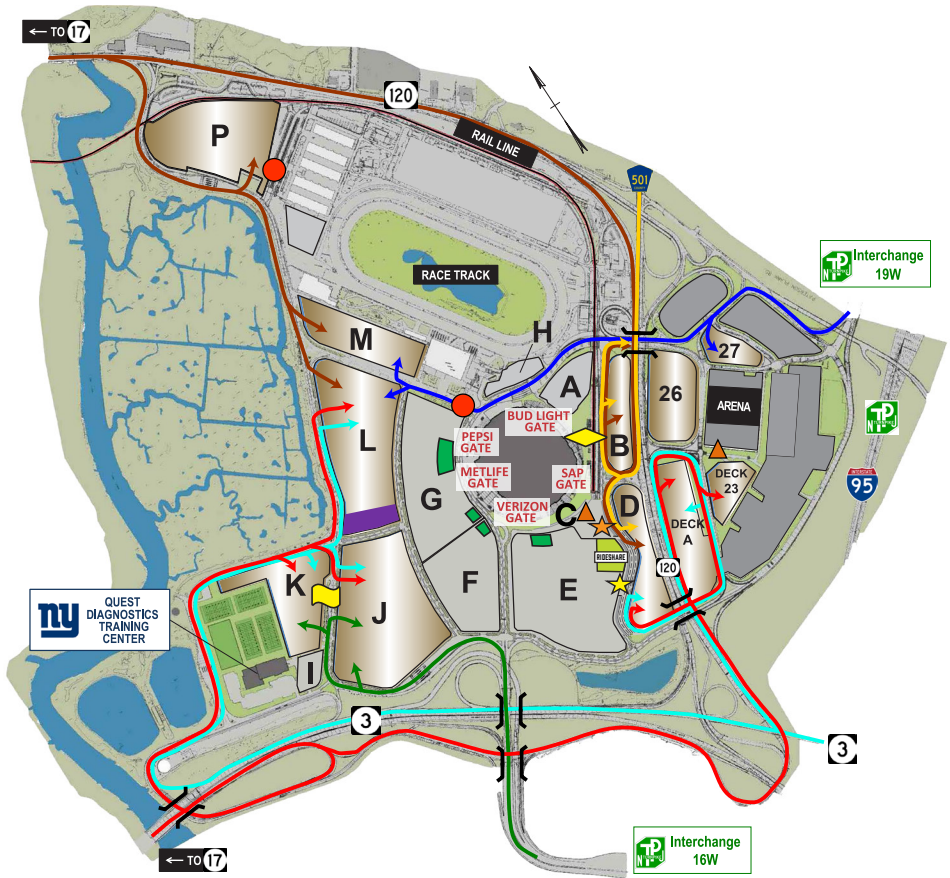 ← TO 17
120
P
RAIL LINE
501
Interchange
19W
RACE TRACK
H
M
27
A
26
BUD LIGHT
GATE
ARENA
L
PEPSI
GATE
B
METLIFE
GATE
SAP
GATE
DECK
23
INTERSTATE
95
G
VERIZON
GATE
C
D
DECK
A
RIDESHARE
120
K
F
E
J
ny
QUEST
DIAGNOSTICS
TRAINING
CENTER
I
3
3
Interchange
16W
← TO 17